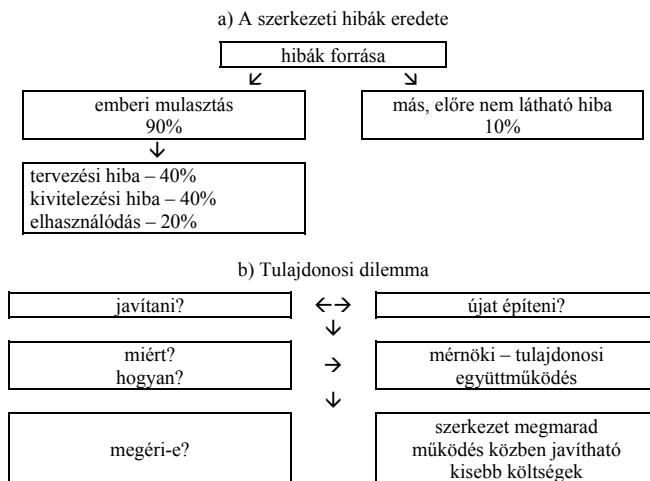 a) A szerkezeti hibák eredete
hibák forrása
emberi mulasztás
90%
más, előre nem látható hiba
10%
tervezési hiba – 40%
kivitelezési hiba – 40%
elhasználódás – 20%
b) Tulajdonosi dilemma
javítani?
újat építeni?
miért?
hogyan?
mérnöki – tulajdonosi
együttműködés
megéri-e?
szerkezet megmarad
működés közben javítható
kisebb költségek